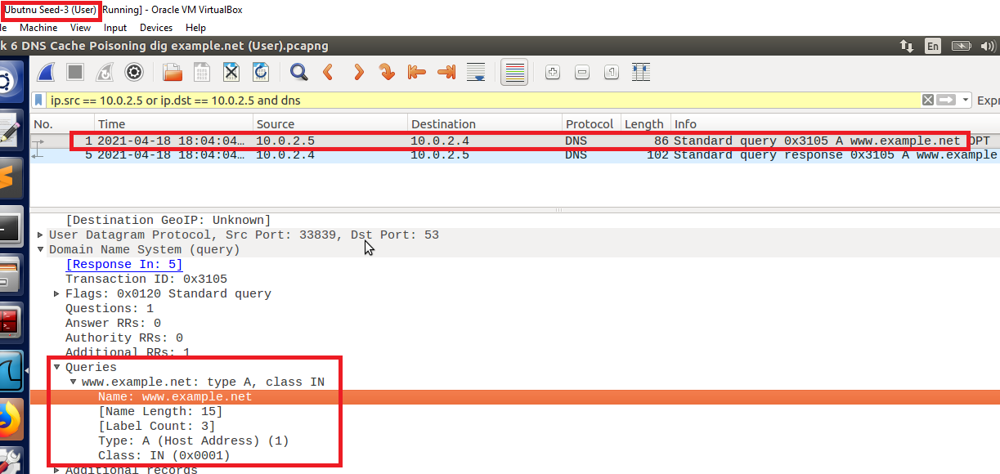 Ubutnu Seed-3 (User) Running] - Oracle VM VirtualBox
le Machine View Input Devices Help
k 6 DNS Cache Poisoning dig example.net (User).pcapng
En
ip.src == 10.0.2.5 or ip.dst == 10.0.2.5 and dns
Expr
No. Time Source Destination Protocol Length Info
1 2021-04-18 18:04:04… 10.0.2.5 10.0.2.4 DNS 86 Standard query 0x3105 A www.example.net OPT
5 2021-04-18 18:04:04… 10.0.2.4 10.0.2.5 DNS 102 Standard query response 0x3105 A www.example
[Destination GeoIP: Unknown]
User Datagram Protocol, Src Port: 33839, Dst Port: 53
Domain Name System (query)
[Response In: 5]
Transaction ID: 0x3105
Flags: 0x0120 Standard query
Questions: 1
Answer RRs: 0
Authority RRs: 0
Additional RRs: 1
Queries
www.example.net: type A, class IN
Name: www.example.net
[Name Length: 15]
[Label Count: 3]
Type: A (Host Address) (1)
Class: IN (0x0001)
Additional records